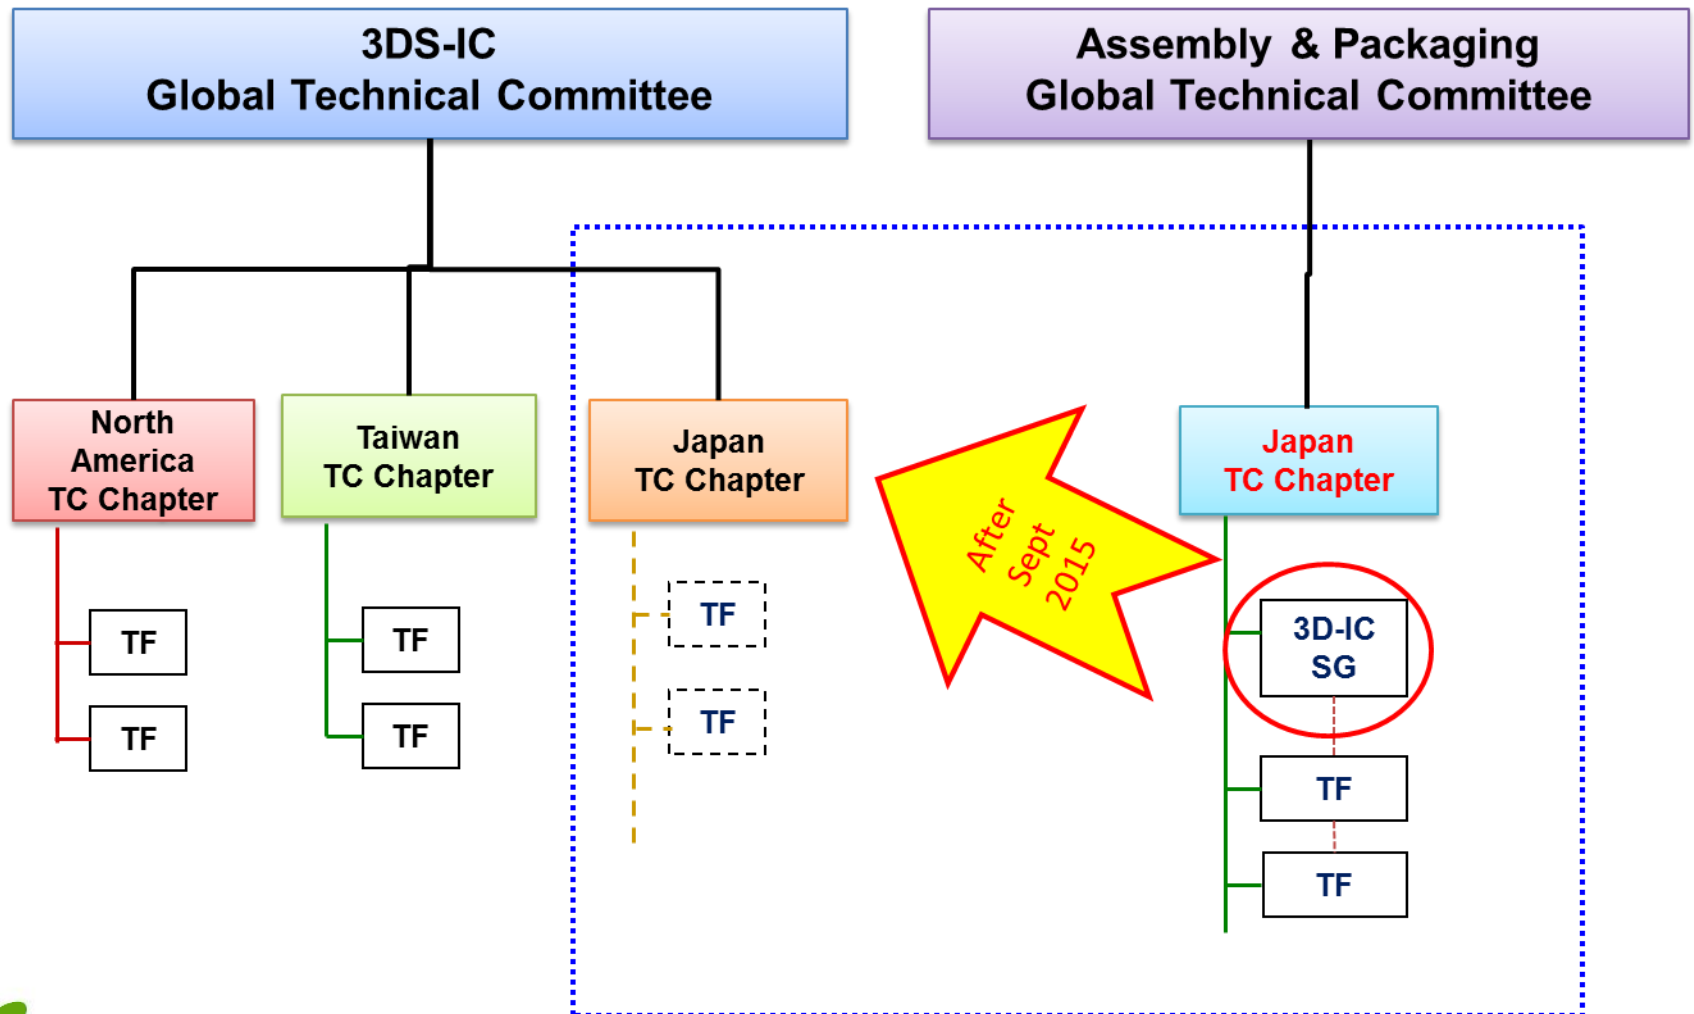 3DS-IC
Global Technical Committee
Assembly & Packaging
Global Technical Committee
North
America
TC Chapter
Taiwan
TC Chapter
Japan
TC Chapter
Japan
TC Chapter
After
Sept
2015
TF
TF
TF
TF
TF
TF
3D-IC
SG
TF
TF